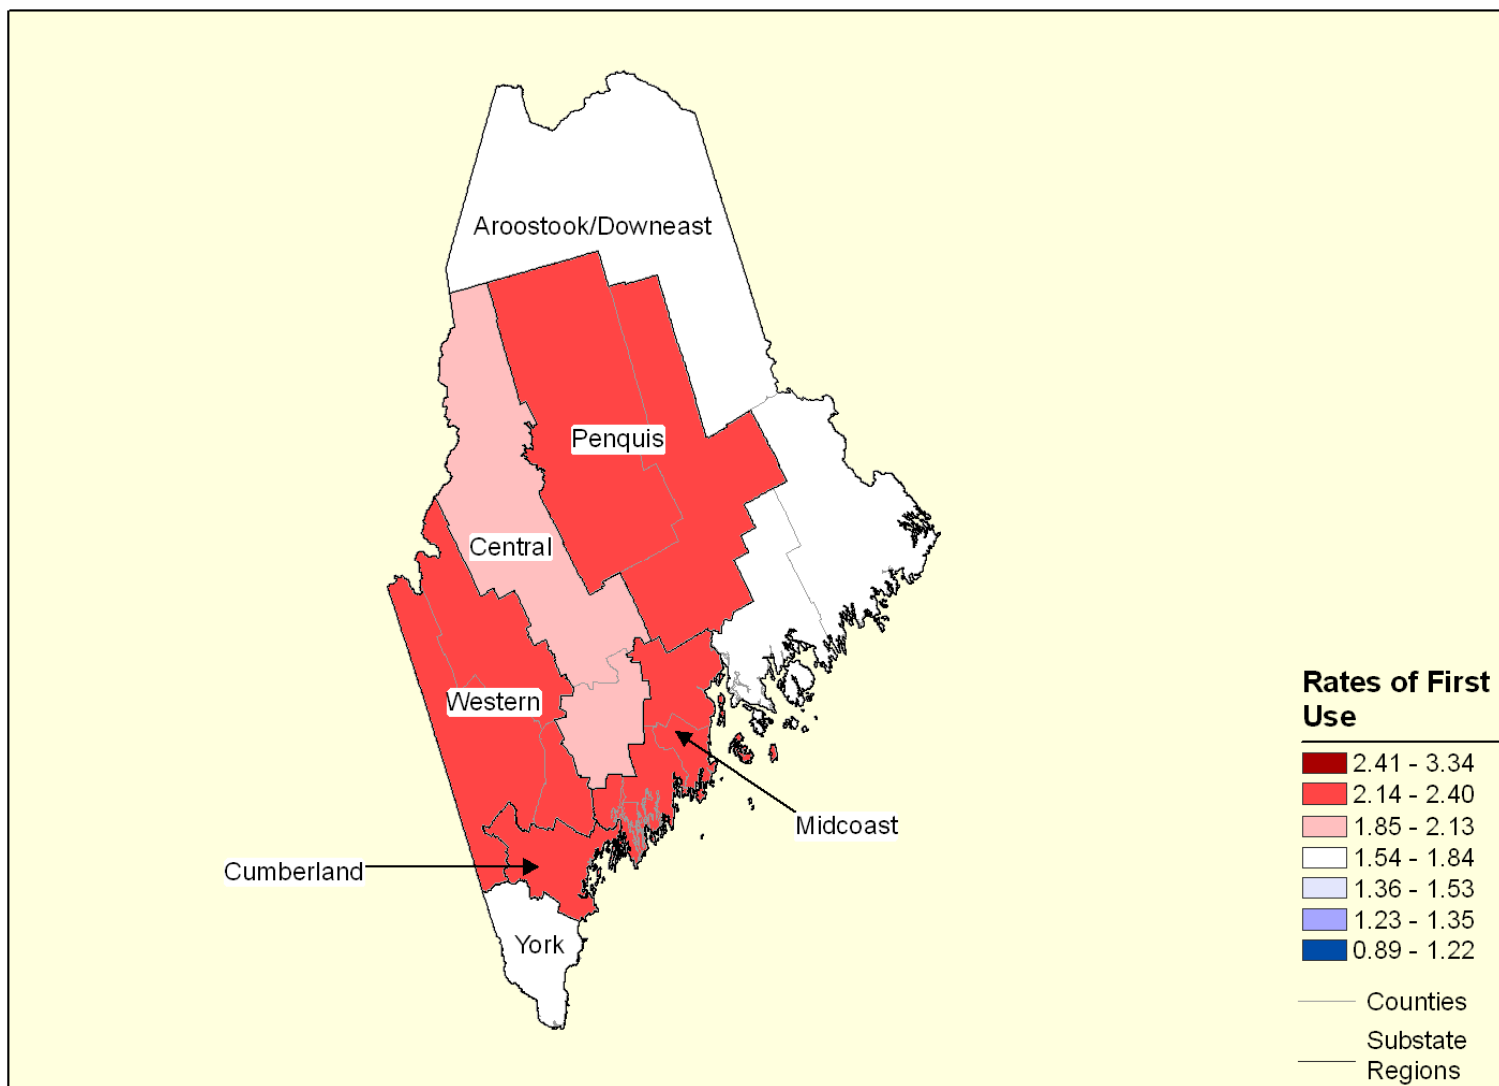 Aroostook/Downeast
Penquis
Central
Western
Midcoast
Cumberland
York
Rates of First
Use
2.41 - 3.34
2.14 - 2.40
1.85 - 2.13
1.54 - 1.84
1.36 - 1.53
1.23 - 1.35
0.89 - 1.22
Counties
Substate
Regions